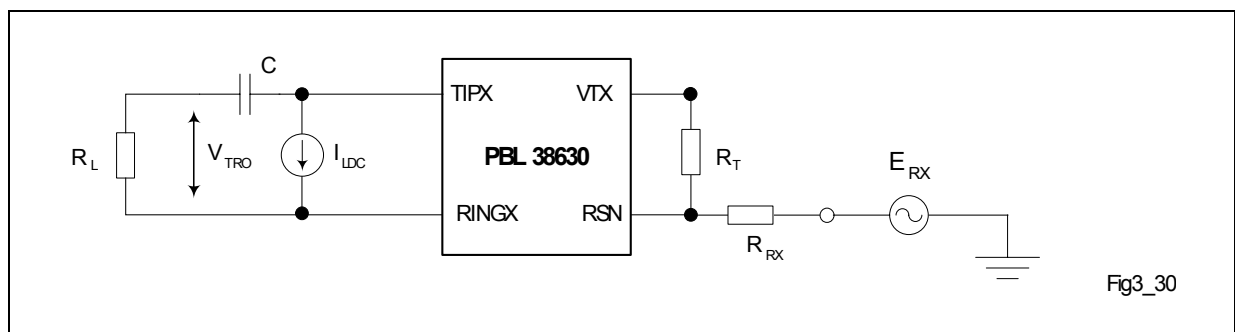 C
TIPX
VTX
R L
V TRO
I LDC
PBL 38630
R T
E RX
RINGX
RSN
R RX
Fig3_30